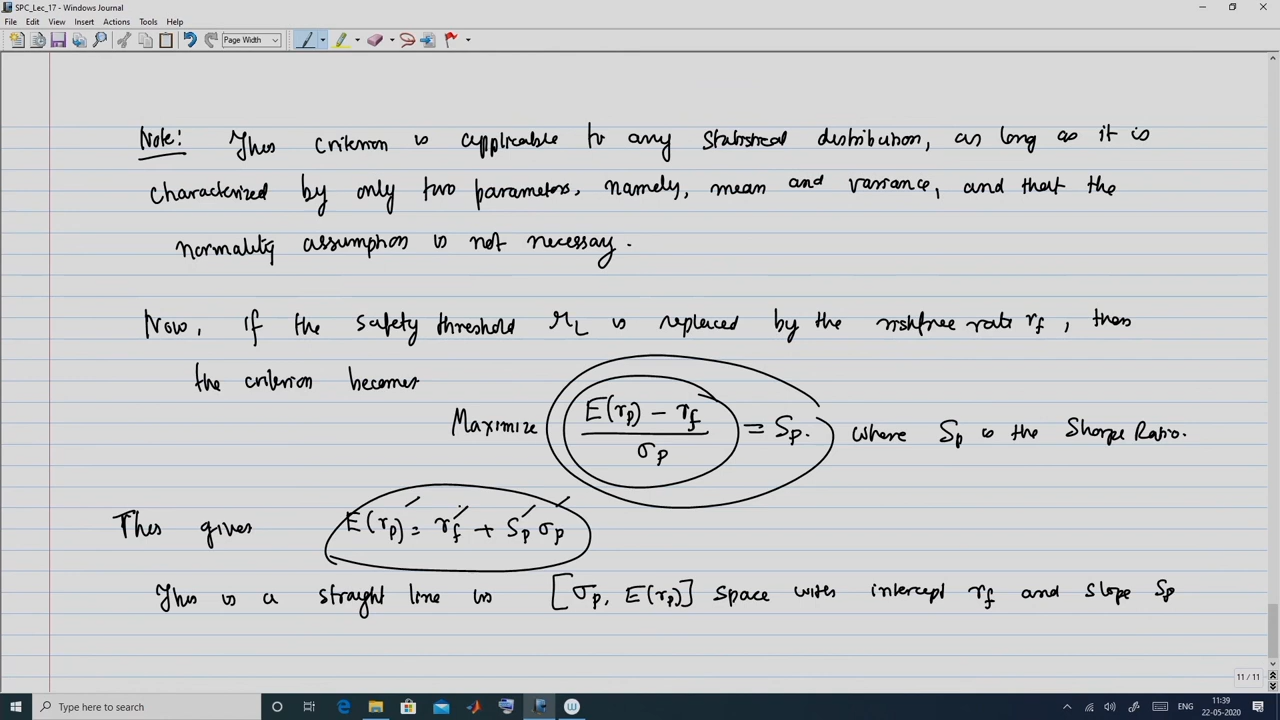 SPC_Lec_17 - Windows Journal
File Edit View Insert Actions Tools Help
Page Width
Note: This criterion is applicable to any statistical distribution, as long as it is
characterized by only two parameters, namely, mean and variance, and that the
normality assumption is not necessary.
Now, if the safety threshold r_L is replaced by the riskfree rate r_f, then
the criterion becomes
Maximize (E(r_p) - r_f) / σ_p = S_p. where S_p is the Sharpe Ratio.
This gives E(r_p) = r_f + S_p σ_p
This is a straight line in [σ_p, E(r_p)] space with intercept r_f and slope S_p
11 / 11
Type here to search
ENG
11:39
22-05-2020